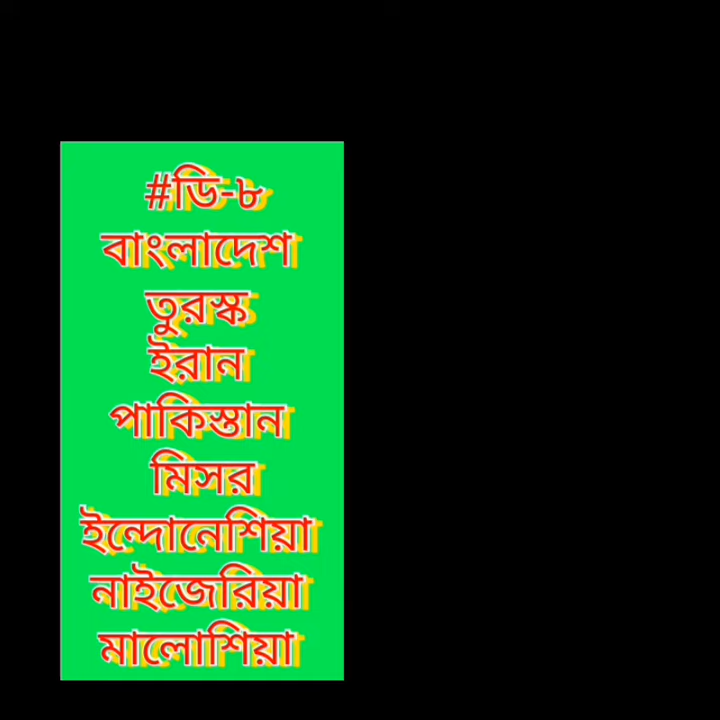 #ডি-৮
বাংলাদেশ
তুরস্ক
ইরান
পাকিস্তান
মিসর
ইন্দোনেশিয়া
নাইজেরিয়া
মালোশিয়া